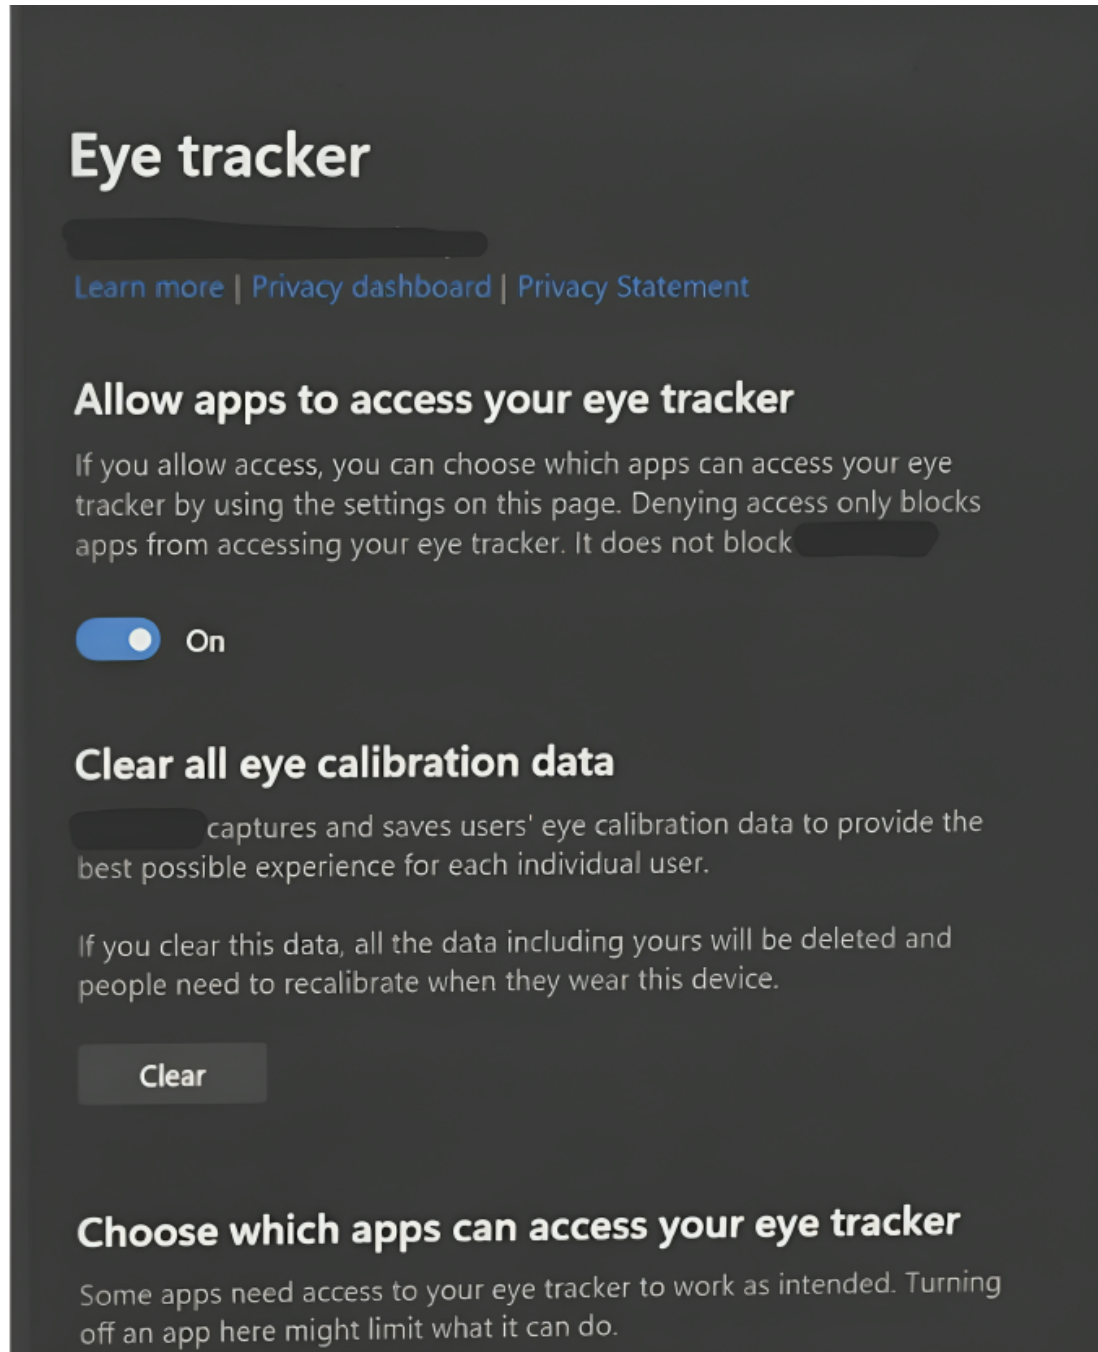 Eye tracker
Learn more | Privacy dashboard | Privacy Statement
Allow apps to access your eye tracker
If you allow access, you can choose which apps can access your eye
tracker by using the settings on this page. Denying access only blocks
apps from accessing your eye tracker. It does not block
On
Clear all eye calibration data
captures and saves users' eye calibration data to provide the
best possible experience for each individual user.
If you clear this data, all the data including yours will be deleted and
people need to recalibrate when they wear this device.
Clear
Choose which apps can access your eye tracker
Some apps need access to your eye tracker to work as intended. Turning
off an app here might limit what it can do.